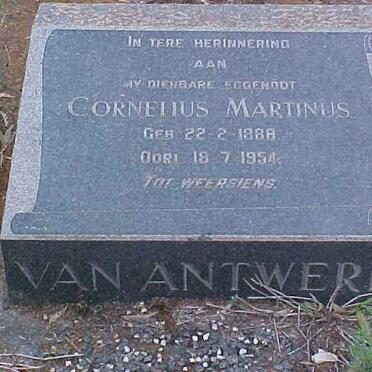 IN TERE HERINNERING
AAN
MY DIERBARE EGGENOOT
CORNELIUS MARTINUS
GEB. 22-2-1888
OORL. 18-7-1954.
TOT WEERSIENS.
VAN ANTWER